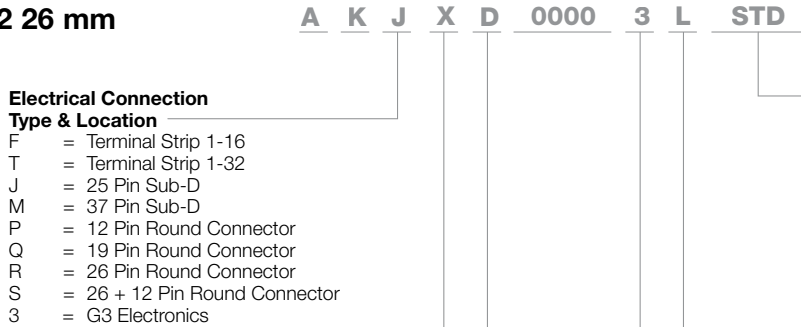 2 26 mm
A K J X D 0000 3 L STD
Electrical Connection
Type & Location
F = Terminal Strip 1-16
T = Terminal Strip 1-32
J = 25 Pin Sub-D
M = 37 Pin Sub-D
P = 12 Pin Round Connector
Q = 19 Pin Round Connector
R = 26 Pin Round Connector
S = 26 + 12 Pin Round Connector
3 = G3 Electronics